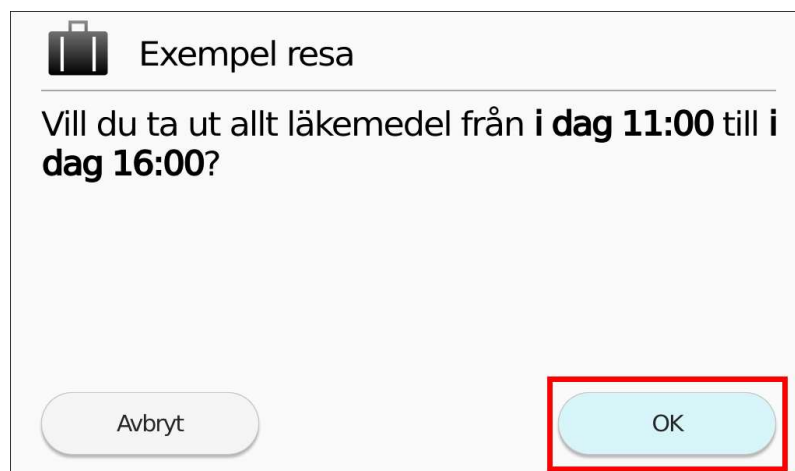 Exempel resa
Vill du ta ut allt läkemedel från i dag 11:00 till i
dag 16:00?
Avbryt
OK